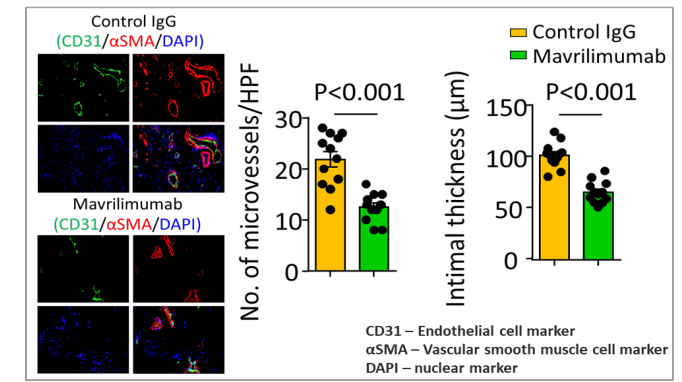 Control IgG
(CD31/αSMA/DAPI)
Mavrilimumab
(CD31/αSMA/DAPI)
No. of microvessels/HPF
P<0.001
30
20
10
0
Control IgG
Mavrilimumab
Intimal thickness (μm)
P<0.001
150
100
50
0
CD31 – Endothelial cell marker
αSMA – Vascular smooth muscle cell marker
DAPI – nuclear marker